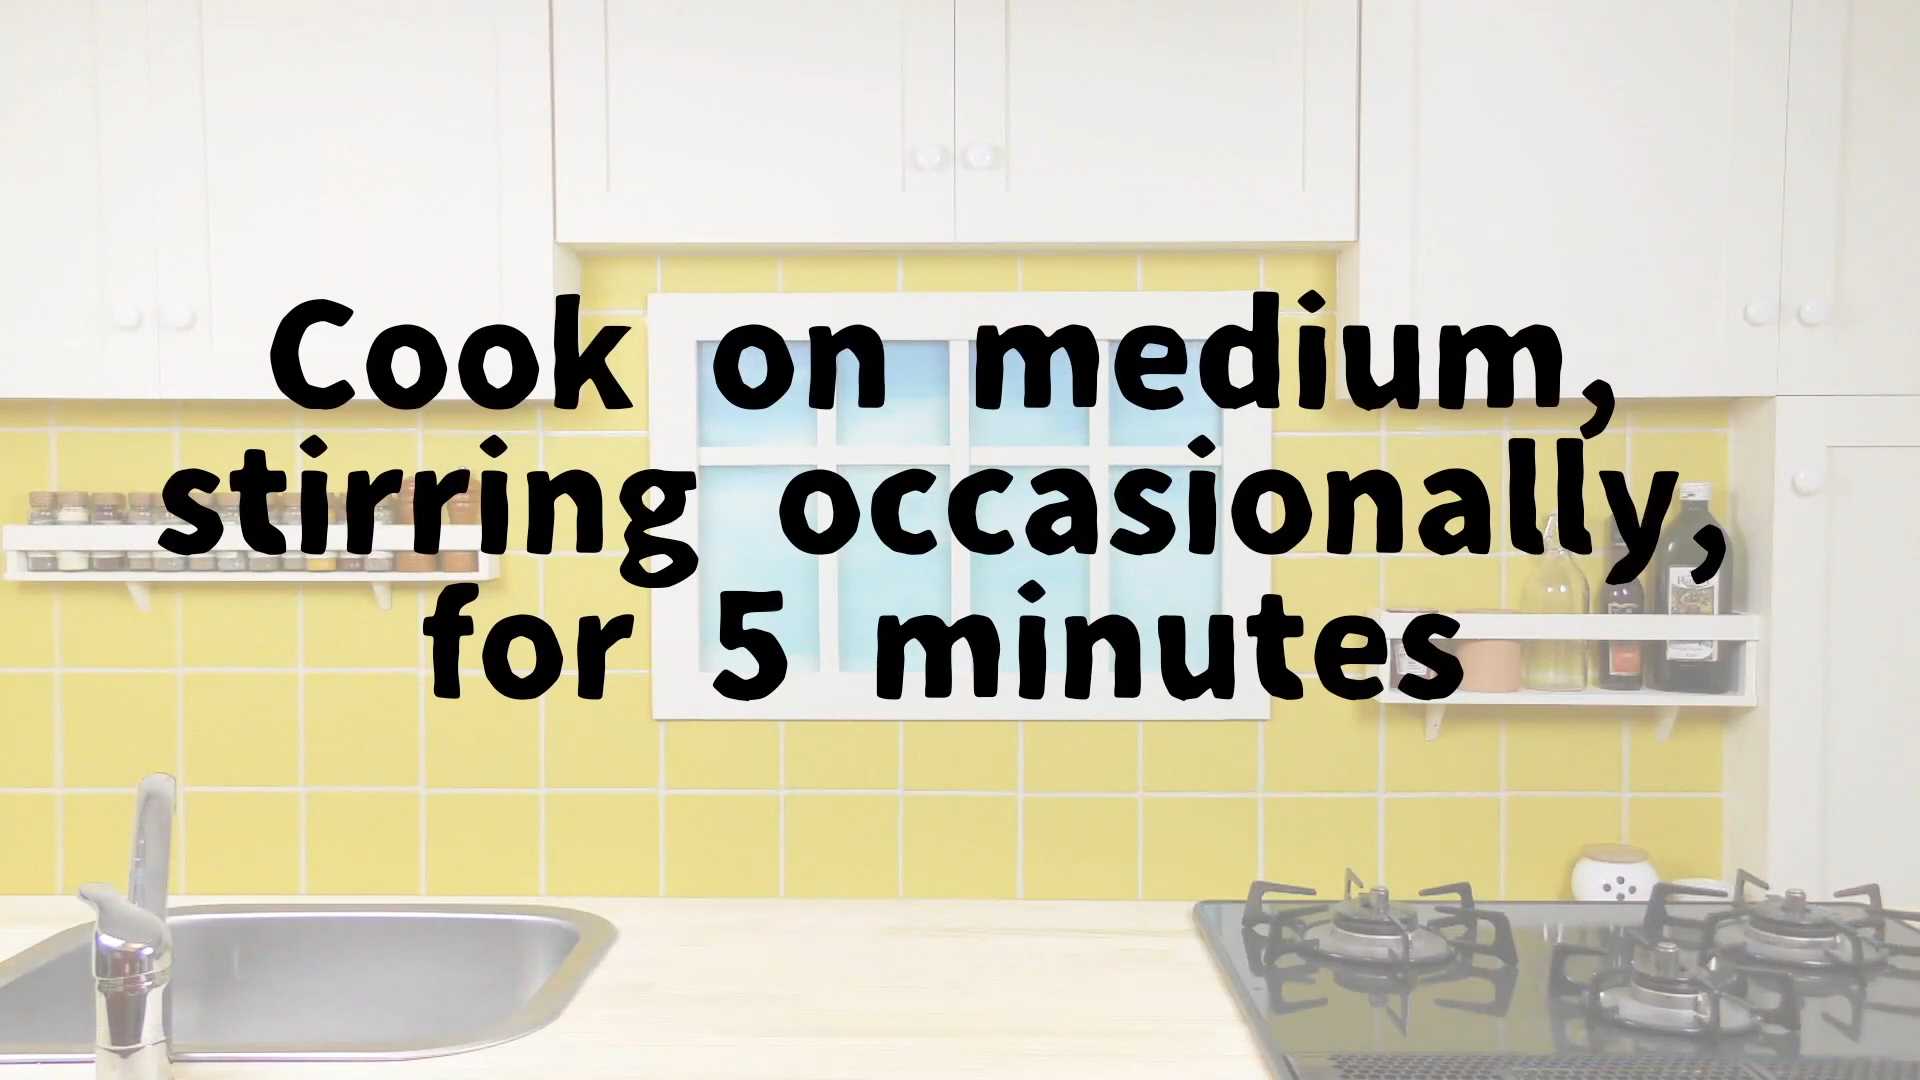 Cook on medium,
stirring occasionally,
for 5 minutes